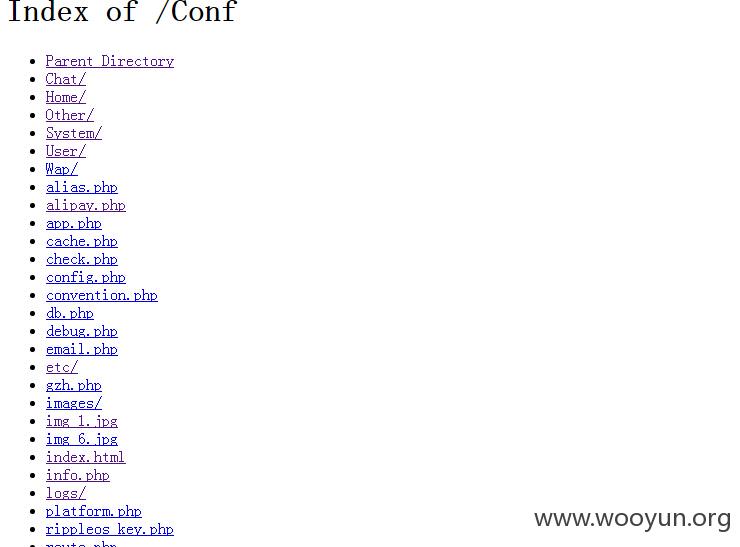 Index of /Conf
Parent Directory
Chat/
Home/
Other/
System/
User/
Wap/
alias.php
alipay.php
app.php
cache.php
check.php
config.php
convention.php
db.php
debug.php
email.php
etc/
gzh.php
images/
img_1.jpg
img_6.jpg
index.html
info.php
logs/
platform.php
rippleos_key.php
route.php
www.wooyun.org